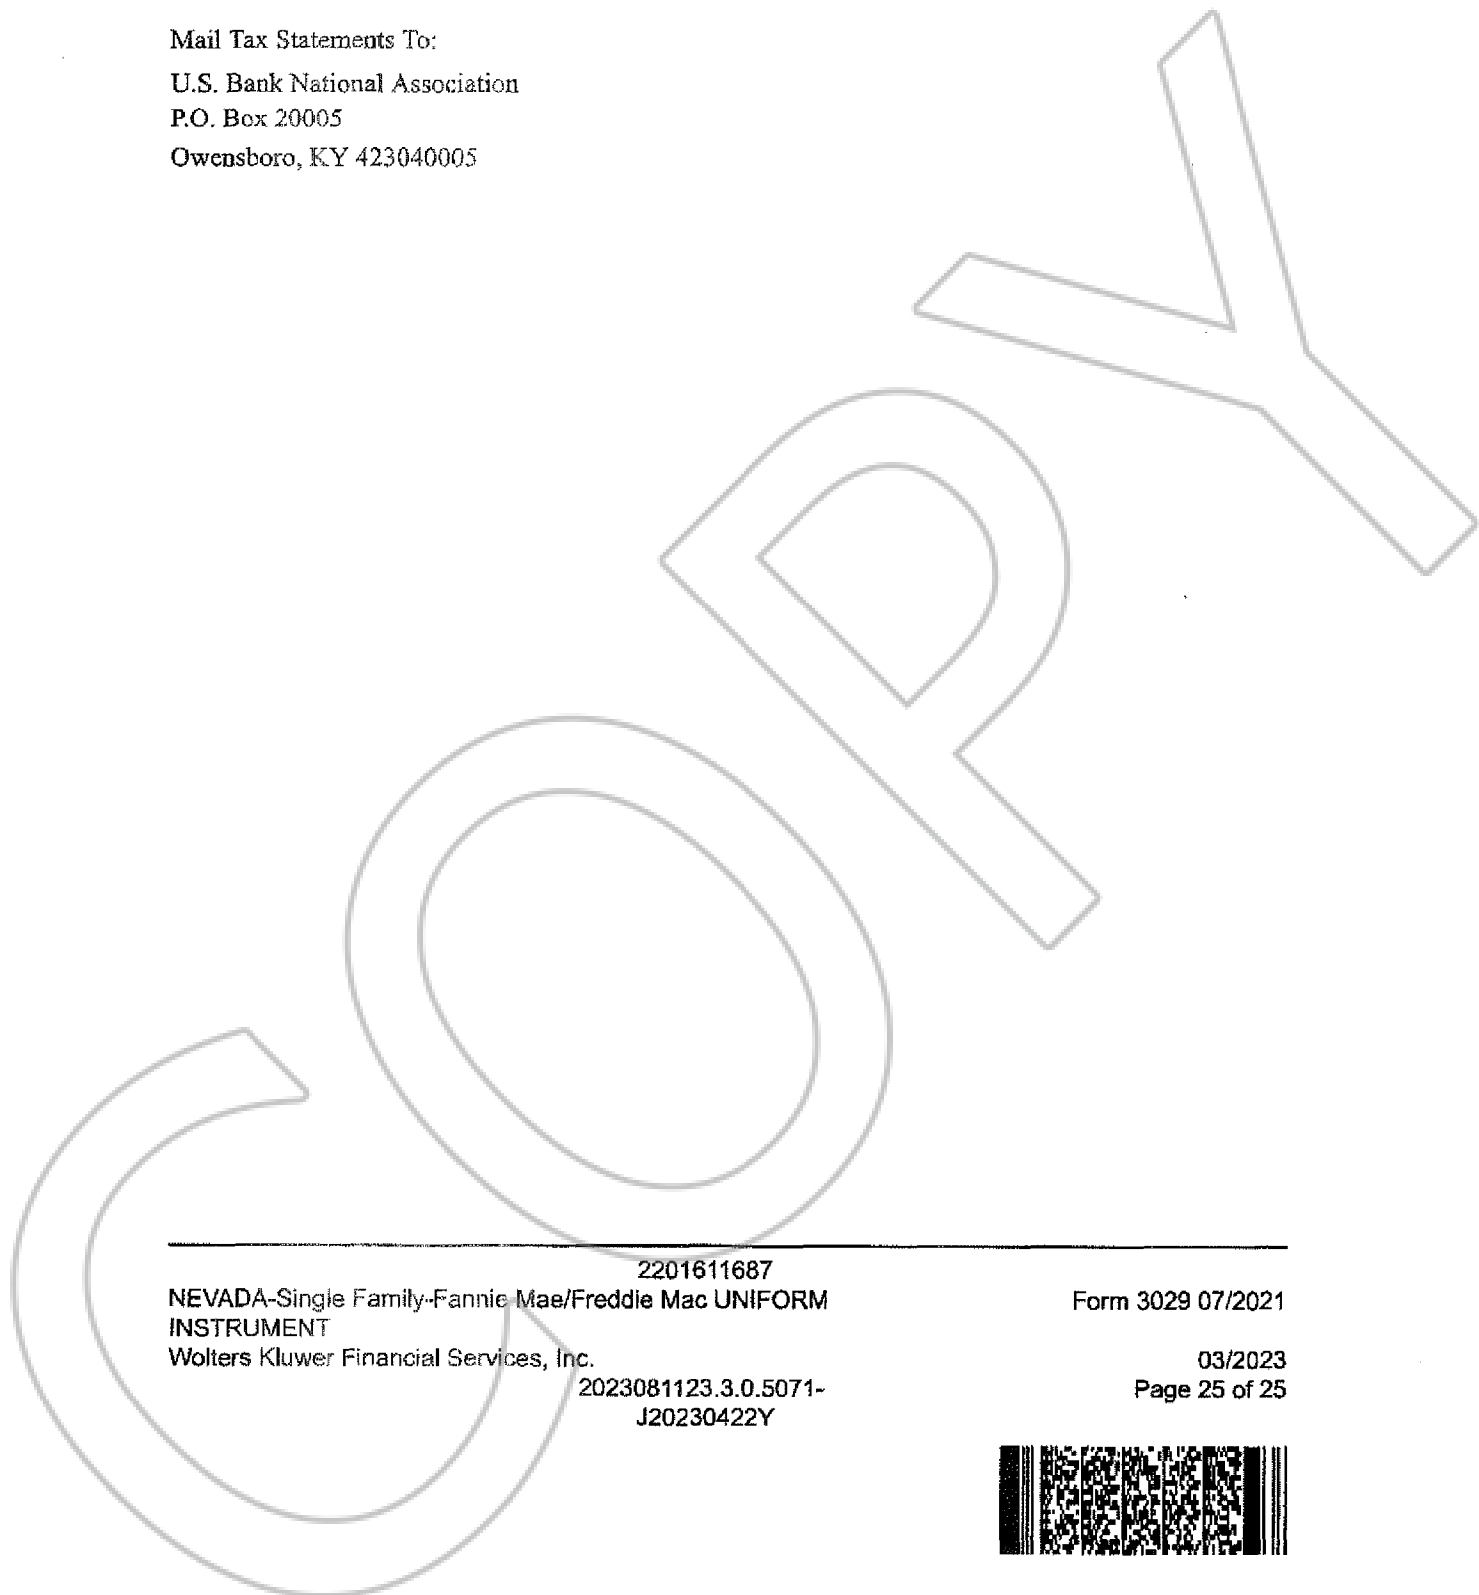 Mail Tax Statements To:
U.S. Bank National Association
P.O. Box 20005
Owensboro, KY 423040005
COPY
2201611687
NEVADA-Single Family-Fannie Mae/Freddie Mac UNIFORM
INSTRUMENT
Form 3029 07/2021
Wolters Kluwer Financial Services, Inc.
03/2023
2023081123.3.0.5071-
J20230422Y
Page 25 of 25